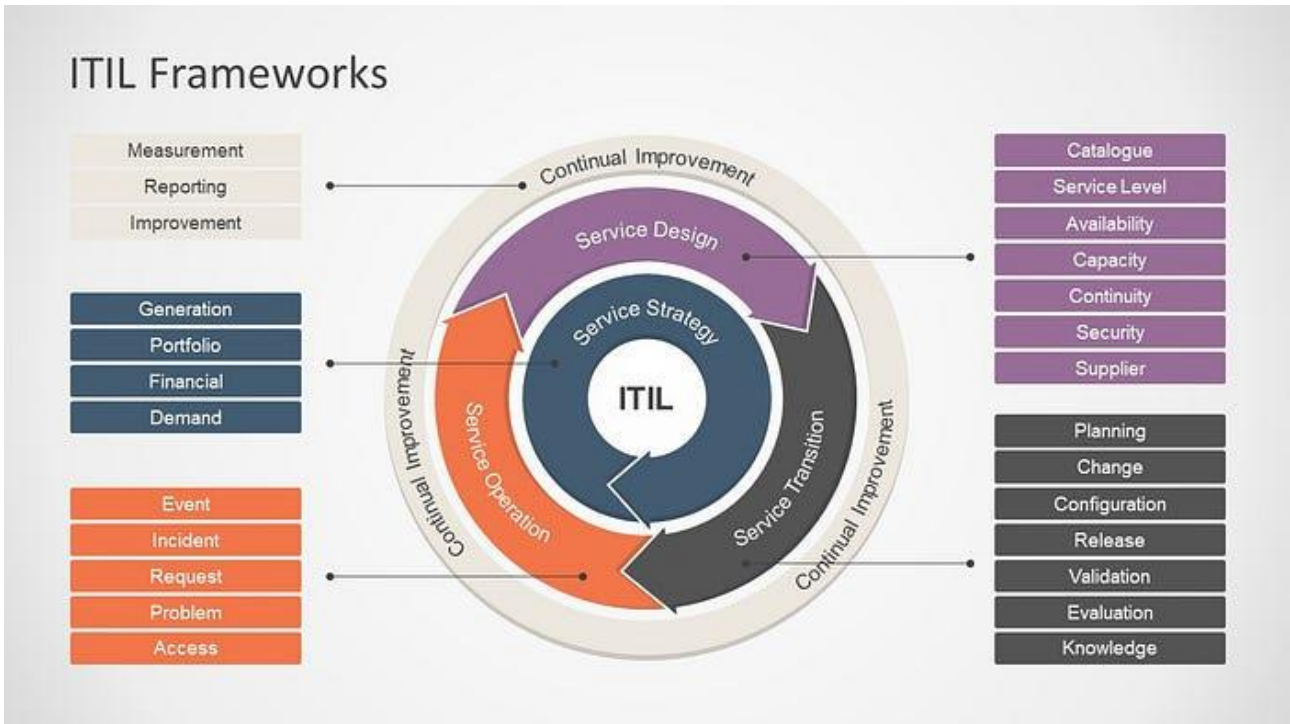 ITIL Frameworks
Measurement
Reporting
Improvement
Generation
Portfolio
Financial
Demand
Event
Incident
Request
Problem
Access
Continual Improvement
Continual Improvement
Continual Improvement
Service Design
Service Strategy
ITIL
Service Operation
Service Transition
Catalogue
Service Level
Availability
Capacity
Continuity
Security
Supplier
Planning
Change
Configuration
Release
Validation
Evaluation
Knowledge